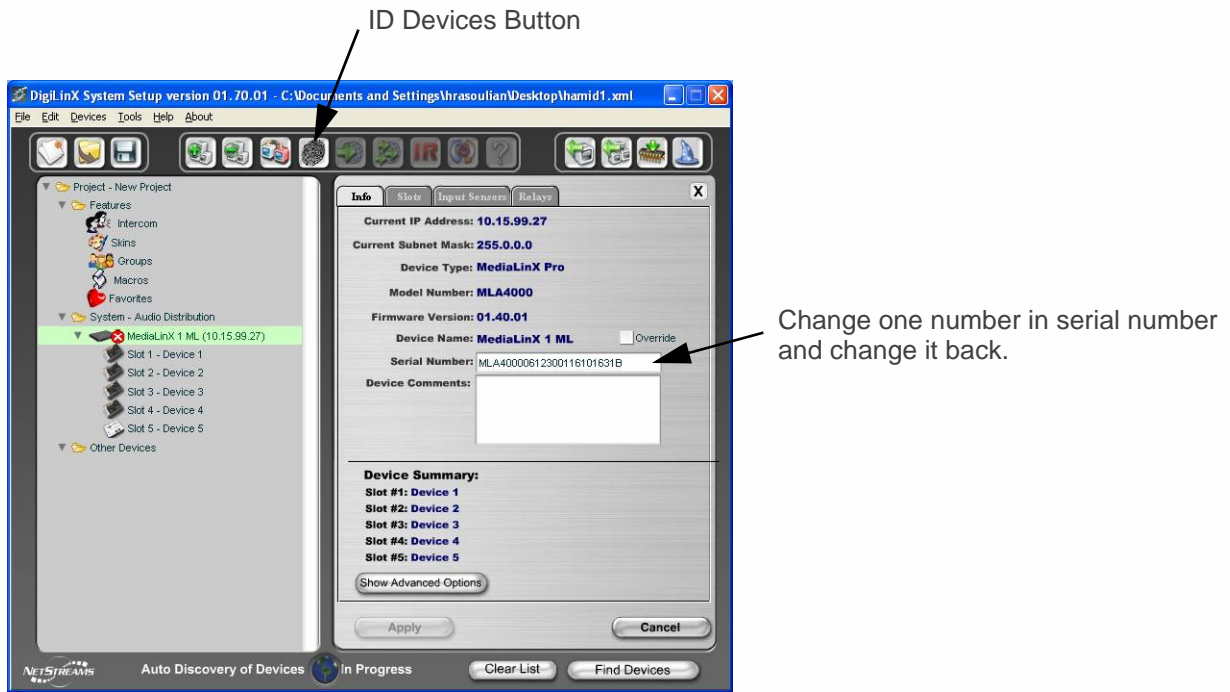 ID Devices Button
DigiLinX System Setup version 01.70.01 - C:\Documents and Settings\hrasoulian\Desktop\hamid1.xml
File Edit Devices Tools Help About
IR ?
Project - New Project
Features
Intercom
Skins
Groups
Macros
Favorites
System - Audio Distribution
MediaLinX 1 ML (10.15.99.27)
Slot 1 - Device 1
Slot 2 - Device 2
Slot 3 - Device 3
Slot 4 - Device 4
Slot 5 - Device 5
Other Devices
Info Slots Input Sensors Relays X
Current IP Address: 10.15.99.27
Current Subnet Mask: 255.0.0.0
Device Type: MediaLinX Pro
Model Number: MLA4000
Firmware Version: 01.40.01
Device Name: MediaLinX 1 ML Override
Serial Number: MLA40000612300116101631B
Device Comments:
Device Summary:
Slot #1: Device 1
Slot #2: Device 2
Slot #3: Device 3
Slot #4: Device 4
Slot #5: Device 5
Show Advanced Options
Apply Cancel
NETSTREAMS Auto Discovery of Devices In Progress Clear List Find Devices
Change one number in serial number
and change it back.